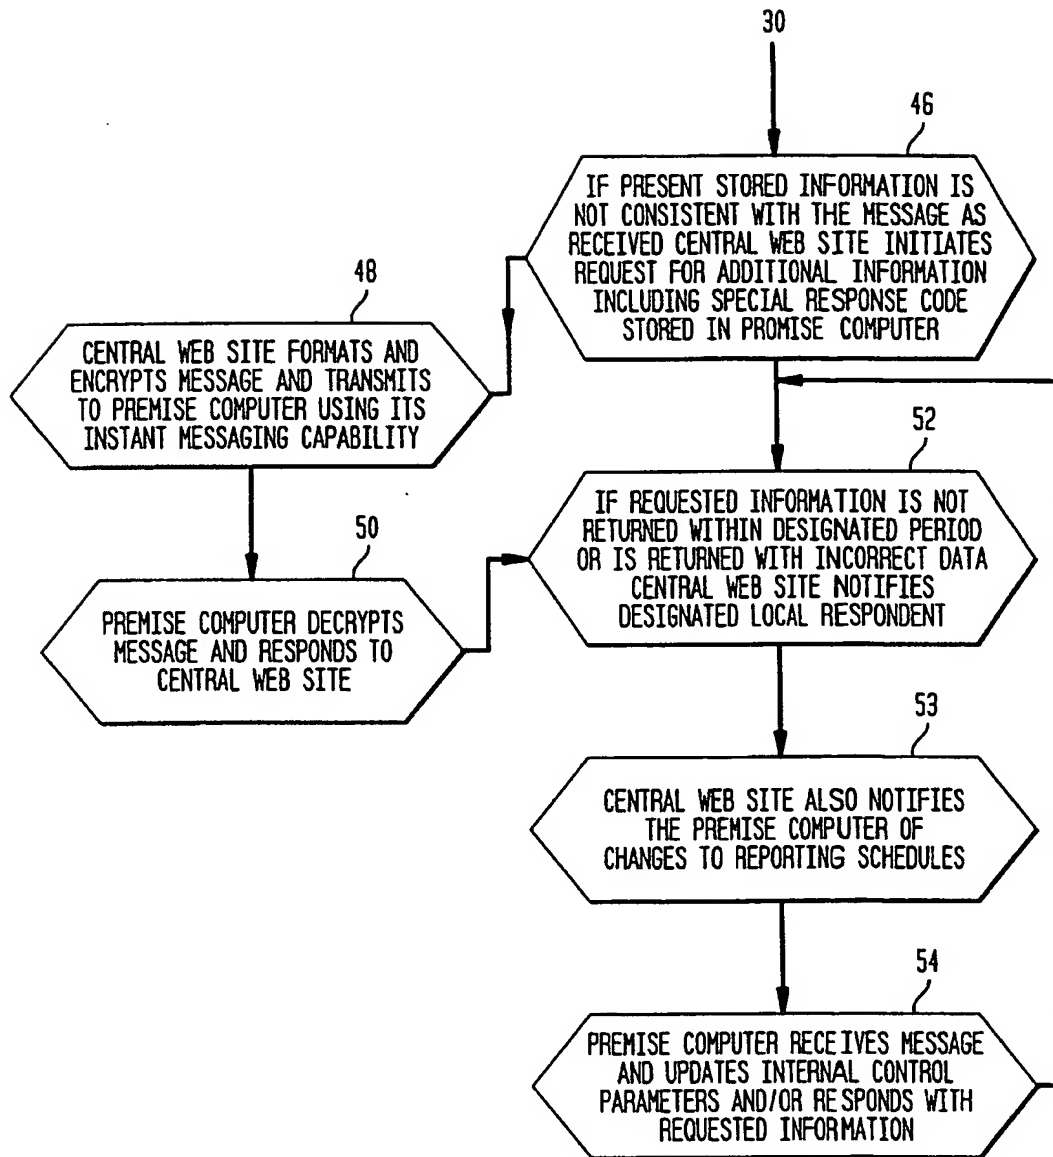 30
46
IF PRESENT STORED INFORMATION IS
NOT CONSISTENT WITH THE MESSAGE AS
RECEIVED CENTRAL WEB SITE INITIATES
REQUEST FOR ADDITIONAL INFORMATION
INCLUDING SPECIAL RESPONSE CODE
STORED IN PROMISE COMPUTER
48
CENTRAL WEB SITE FORMATS AND
ENCRYPTS MESSAGE AND TRANSMITS
TO PREMISE COMPUTER USING ITS
INSTANT MESSAGING CAPABILITY
50
PREMISE COMPUTER DECRYPTS
MESSAGE AND RESPONDS TO
CENTRAL WEB SITE
52
IF REQUESTED INFORMATION IS NOT
RETURNED WITHIN DESIGNATED PERIOD
OR IS RETURNED WITH INCORRECT DATA
CENTRAL WEB SITE NOTIFIES
DESIGNATED LOCAL RESPONDENT
53
CENTRAL WEB SITE ALSO NOTIFIES
THE PREMISE COMPUTER OF
CHANGES TO REPORTING SCHEDULES
54
PREMISE COMPUTER RECEIVES MESSAGE
AND UPDATES INTERNAL CONTROL
PARAMETERS AND/OR RESPONDS WITH
REQUESTED INFORMATION